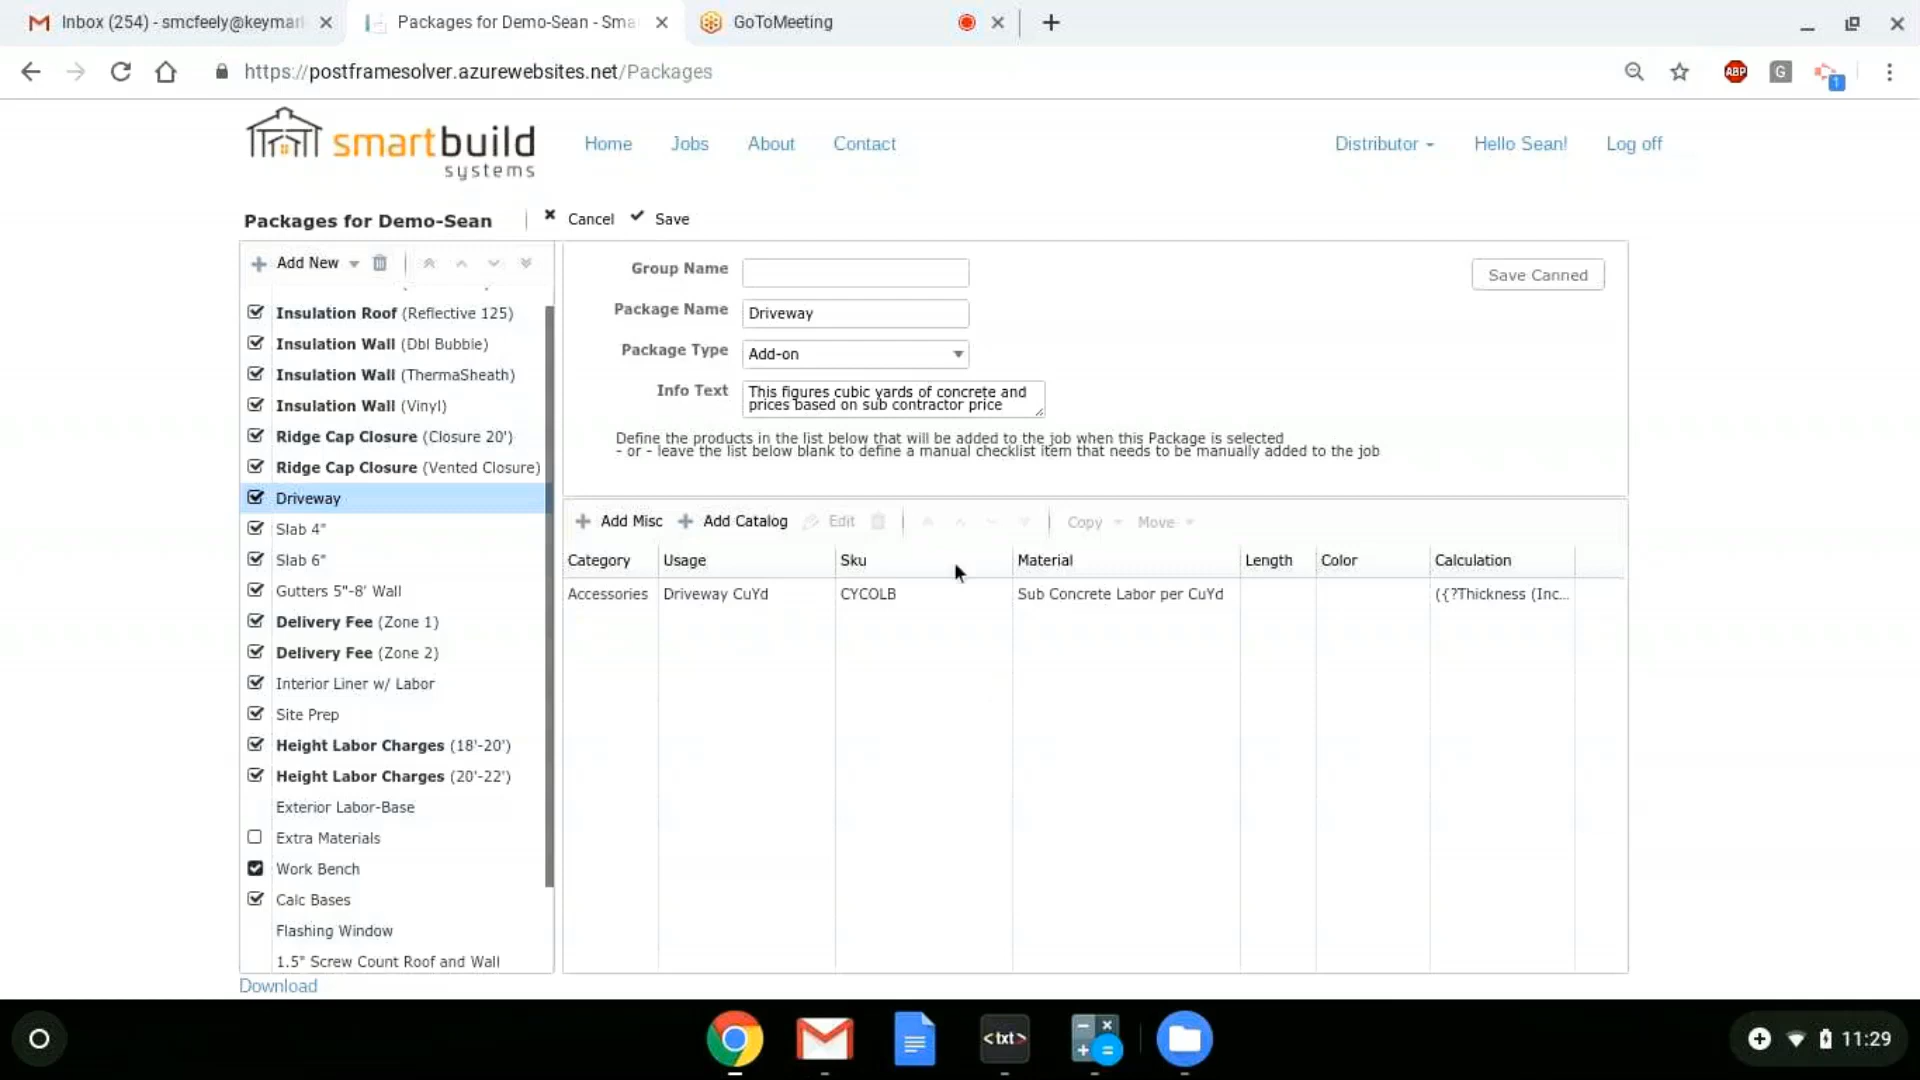 Inbox (254) - smcfeely@keymar
Packages for Demo-Sean - Sma
GoToMeeting
https://postframesolver.azurewebsites.net/Packages
ABP
G
1
smartbuild
systems
Home
Jobs
About
Contact
Distributor
Hello Sean!
Log off
Packages for Demo-Sean
Cancel
Save
Add New
Insulation Roof (Reflective 125)
Insulation Wall (Dbl Bubble)
Insulation Wall (ThermaSheath)
Insulation Wall (Vinyl)
Ridge Cap Closure (Closure 20')
Ridge Cap Closure (Vented Closure)
Driveway
Slab 4"
Slab 6"
Gutters 5"-8' Wall
Delivery Fee (Zone 1)
Delivery Fee (Zone 2)
Interior Liner w/ Labor
Site Prep
Height Labor Charges (18'-20')
Height Labor Charges (20'-22')
Exterior Labor-Base
Extra Materials
Work Bench
Calc Bases
Flashing Window
1.5" Screw Count Roof and Wall
Download
Group Name
Save Canned
Package Name
Driveway
Package Type
Add-on
Info Text
This figures cubic yards of concrete and
prices based on sub contractor price
Define the products in the list below that will be added to the job when this Package is selected
- or - leave the list below blank to define a manual checklist item that needs to be manually added to the job
Add Misc
Add Catalog
Edit
Copy
Move
Category
Usage
Sku
Material
Length
Color
Calculation
Accessories
Driveway CuYd
CYCOLB
Sub Concrete Labor per CuYd
({?Thickness (Inc...
<txt>
11:29